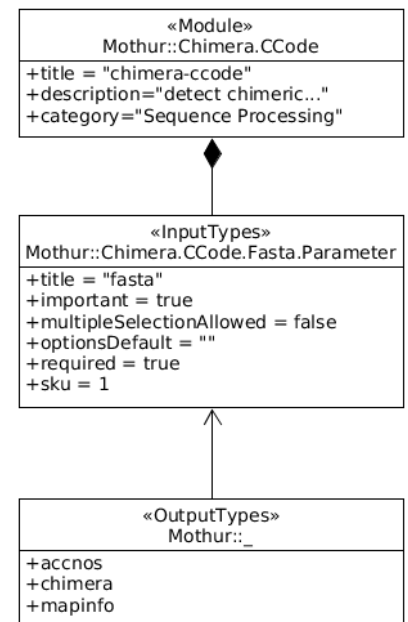 «Module»
Mothur::Chimera.CCode
+title = "chimera-ccode"
+description="detect chimeric..."
+category="Sequence Processing"
«InputTypes»
Mothur::Chimera.CCode.Fasta.Parameter
+title = "fasta"
+important = true
+multipleSelectionAllowed = false
+optionsDefault = ""
+required = true
+sku = 1
«OutputTypes»
Mothur::_
+accnos
+chimera
+mapinfo